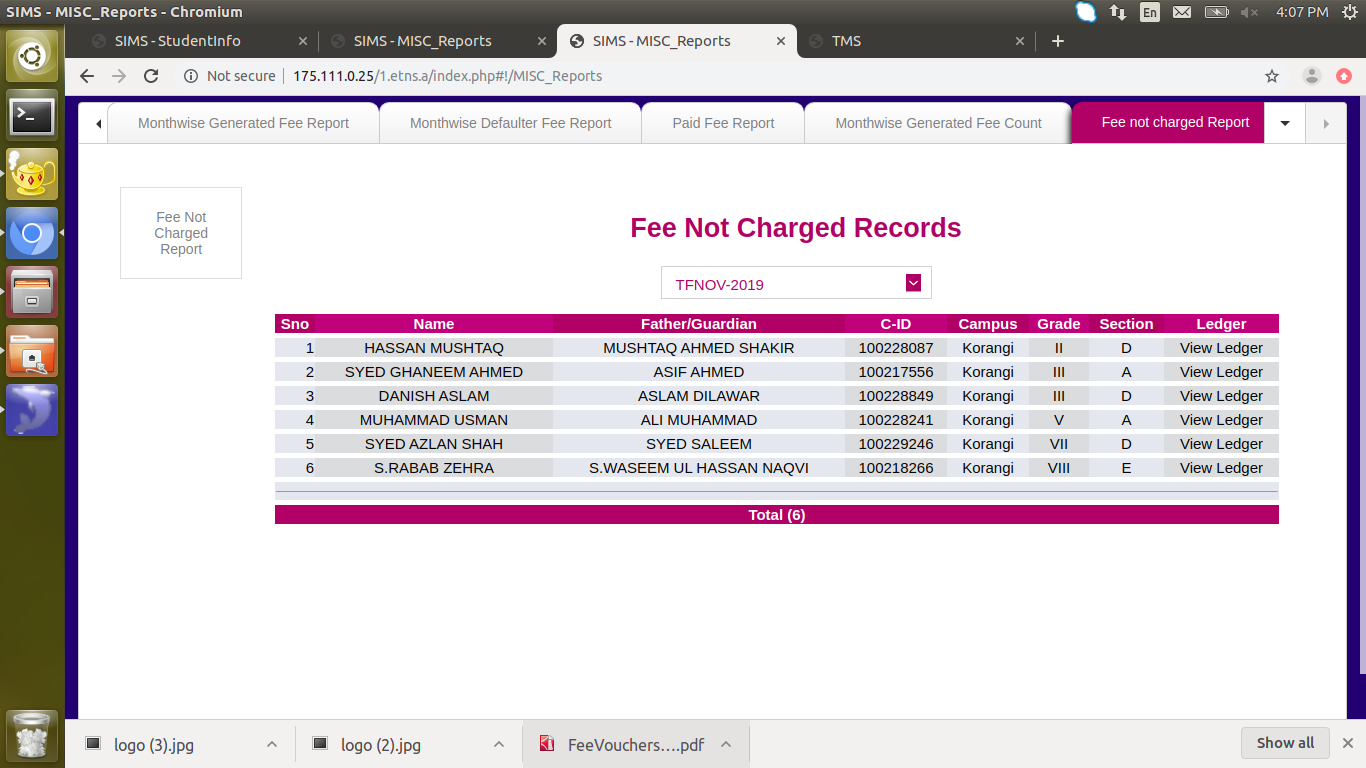 SIMS - MISC_Reports - Chromium
En
4:07 PM
SIMS - StudentInfo
SIMS - MISC_Reports
SIMS - MISC_Reports
TMS
Not secure
175.111.0.25/1.etns.a/index.php#!/MISC_Reports
Monthwise Generated Fee Report
Monthwise Defaulter Fee Report
Paid Fee Report
Monthwise Generated Fee Count
Fee not charged Report
Fee Not
Charged
Report
Fee Not Charged Records
TFNOV-2019
Sno Name Father/Guardian C-ID Campus Grade Section Ledger
1 HASSAN MUSHTAQ MUSHTAQ AHMED SHAKIR 100228087 Korangi II D View Ledger
2 SYED GHANEEM AHMED ASIF AHMED 100217556 Korangi III A View Ledger
3 DANISH ASLAM ASLAM DILAWAR 100228849 Korangi III D View Ledger
4 MUHAMMAD USMAN ALI MUHAMMAD 100228241 Korangi V A View Ledger
5 SYED AZLAN SHAH SYED SALEEM 100229246 Korangi VII D View Ledger
6 S.RABAB ZEHRA S.WASEEM UL HASSAN NAQVI 100218266 Korangi VIII E View Ledger
Total (6)
logo (3).jpg
logo (2).jpg
FeeVouchers....pdf
Show all